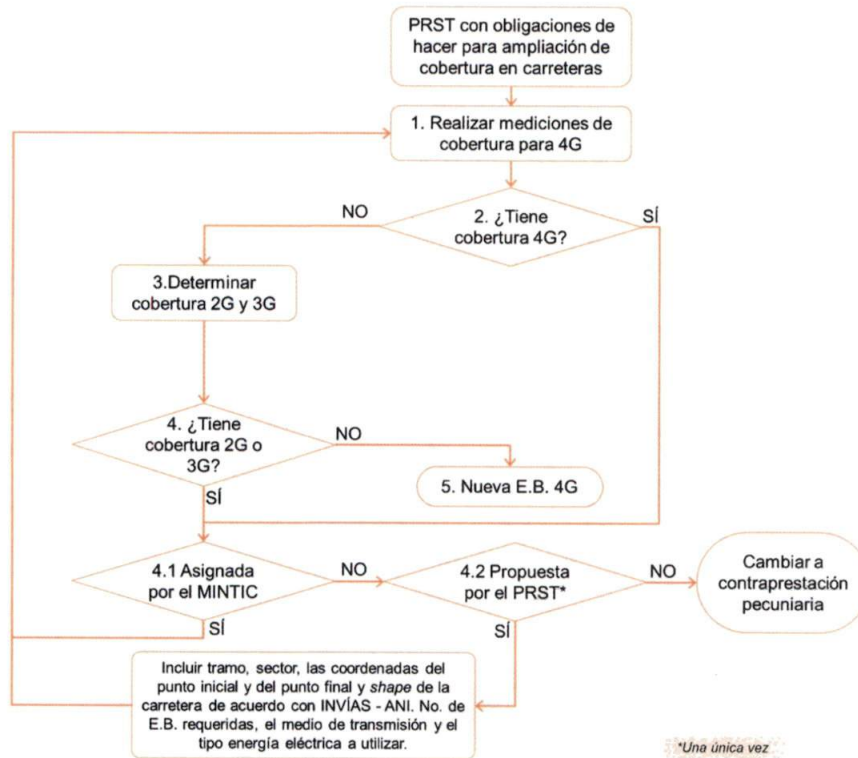 PRST con obligaciones de
hacer para ampliación de
cobertura en carreteras
1. Realizar mediciones de
cobertura para 4G
NO
2. ¿Tiene
cobertura 4G?
SÍ
3.Determinar
cobertura 2G y 3G
4. ¿Tiene
cobertura 2G o
3G?
NO
SÍ
5. Nueva E.B. 4G
4.1 Asignada
por el MINTIC
NO
4.2 Propuesta
por el PRST*
NO
Cambiar a
contraprestación
pecuniaria
SÍ
SÍ
Incluir tramo, sector, las coordenadas del
punto inicial y del punto final y shape de la
carretera de acuerdo con INVÍAS - ANI. No. de
E.B. requeridas, el medio de transmisión y el
tipo energía eléctrica a utilizar.
*Una única vez